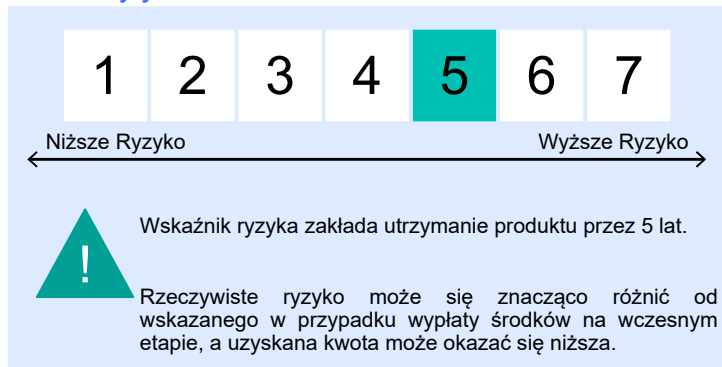 1 2 3 4 5 6 7
Niższe Ryzyko Wyższe Ryzyko
Wskaźnik ryzyka zakłada utrzymanie produktu przez 5 lat.
!
Rzeczywiste ryzyko może się znacząco różnić od
wskazanego w przypadku wypłaty środków na wczesnym
etapie, a uzyskana kwota może okazać się niższa.